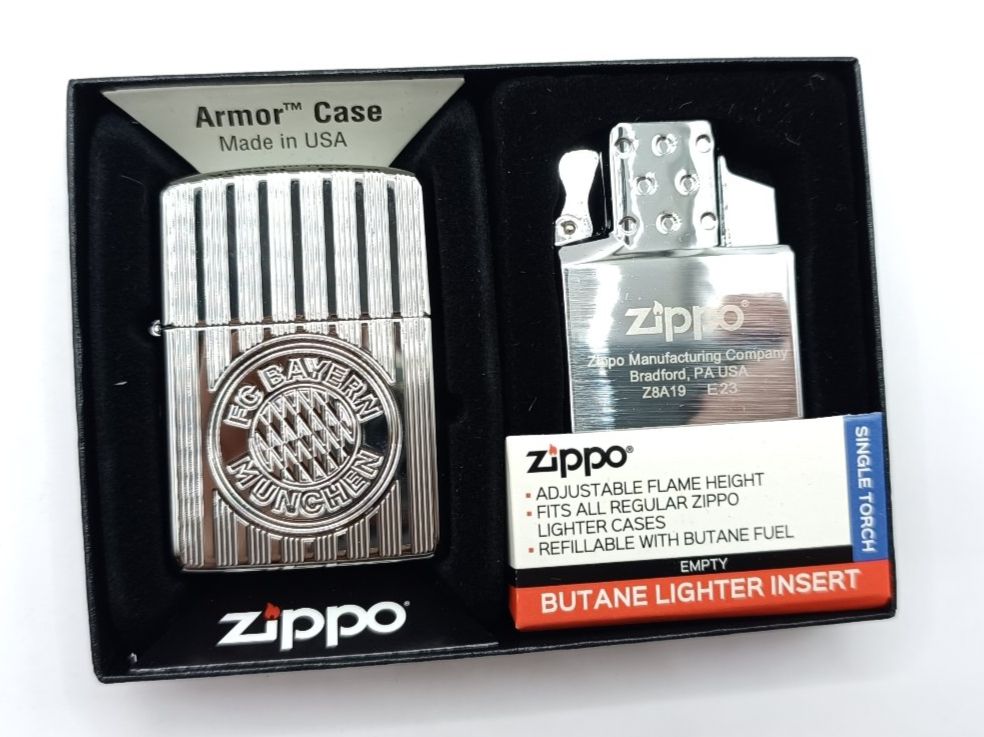 Armor™ Case
Made in USA
FC BAYERN
MÜNCHEN
zippo®
zippo®
Zippo Manufacturing Company
Bradford, PA USA
Z8A19 E23
zippo®
• ADJUSTABLE FLAME HEIGHT
• FITS ALL REGULAR ZIPPO
LIGHTER CASES
• REFILLABLE WITH BUTANE FUEL
SINGLE TORCH
EMPTY
BUTANE LIGHTER INSERT